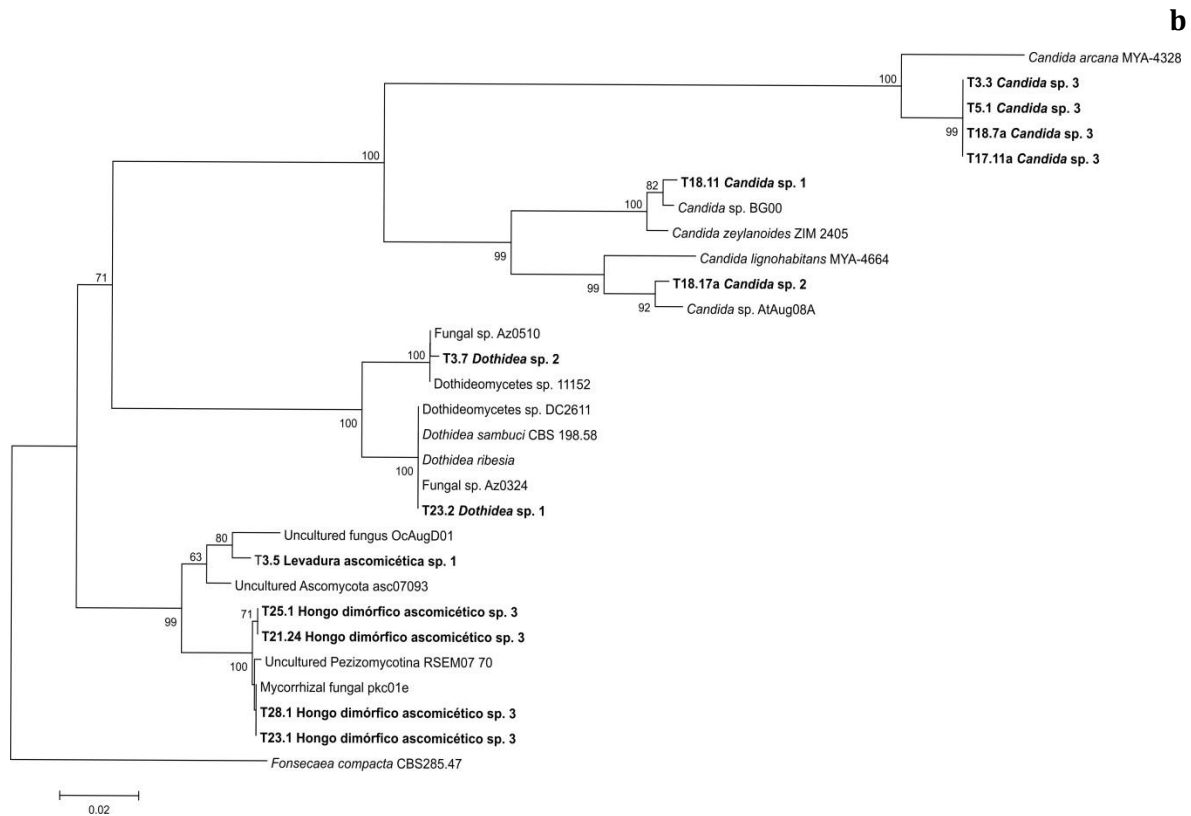 b
Candida arcana MYA-4328
100
T3.3 Candida sp. 3
T5.1 Candida sp. 3
T18.7a Candida sp. 3
99
T17.11a Candida sp. 3
100
82
T18.11 Candida sp. 1
100
Candida sp. BG00
Candida zeylanoides ZIM 2405
99
Candida lignohabitans MYA-4664
71
99
T18.17a Candida sp. 2
92
Candida sp. AtAug08A
Fungal sp. Az0510
100
T3.7 Dothidea sp. 2
Dothideomycetes sp. 11152
100
Dothideomycetes sp. DC2611
Dothidea sambuci CBS 198.58
Dothidea ribesia
100
Fungal sp. Az0324
T23.2 Dothidea sp. 1
80
Uncultured fungus OcAugD01
63
T3.5 Levadura ascomicética sp. 1
Uncultured Ascomycota asc07093
99
71
T25.1 Hongo dimórfico ascomicético sp. 3
T21.24 Hongo dimórfico ascomicético sp. 3
100
Uncultured Pezizomycotina RSEM07 70
Mycorrhizal fungal pkc01e
T28.1 Hongo dimórfico ascomicético sp. 3
T23.1 Hongo dimórfico ascomicético sp. 3
Fonsecaea compacta CBS285.47
0.02